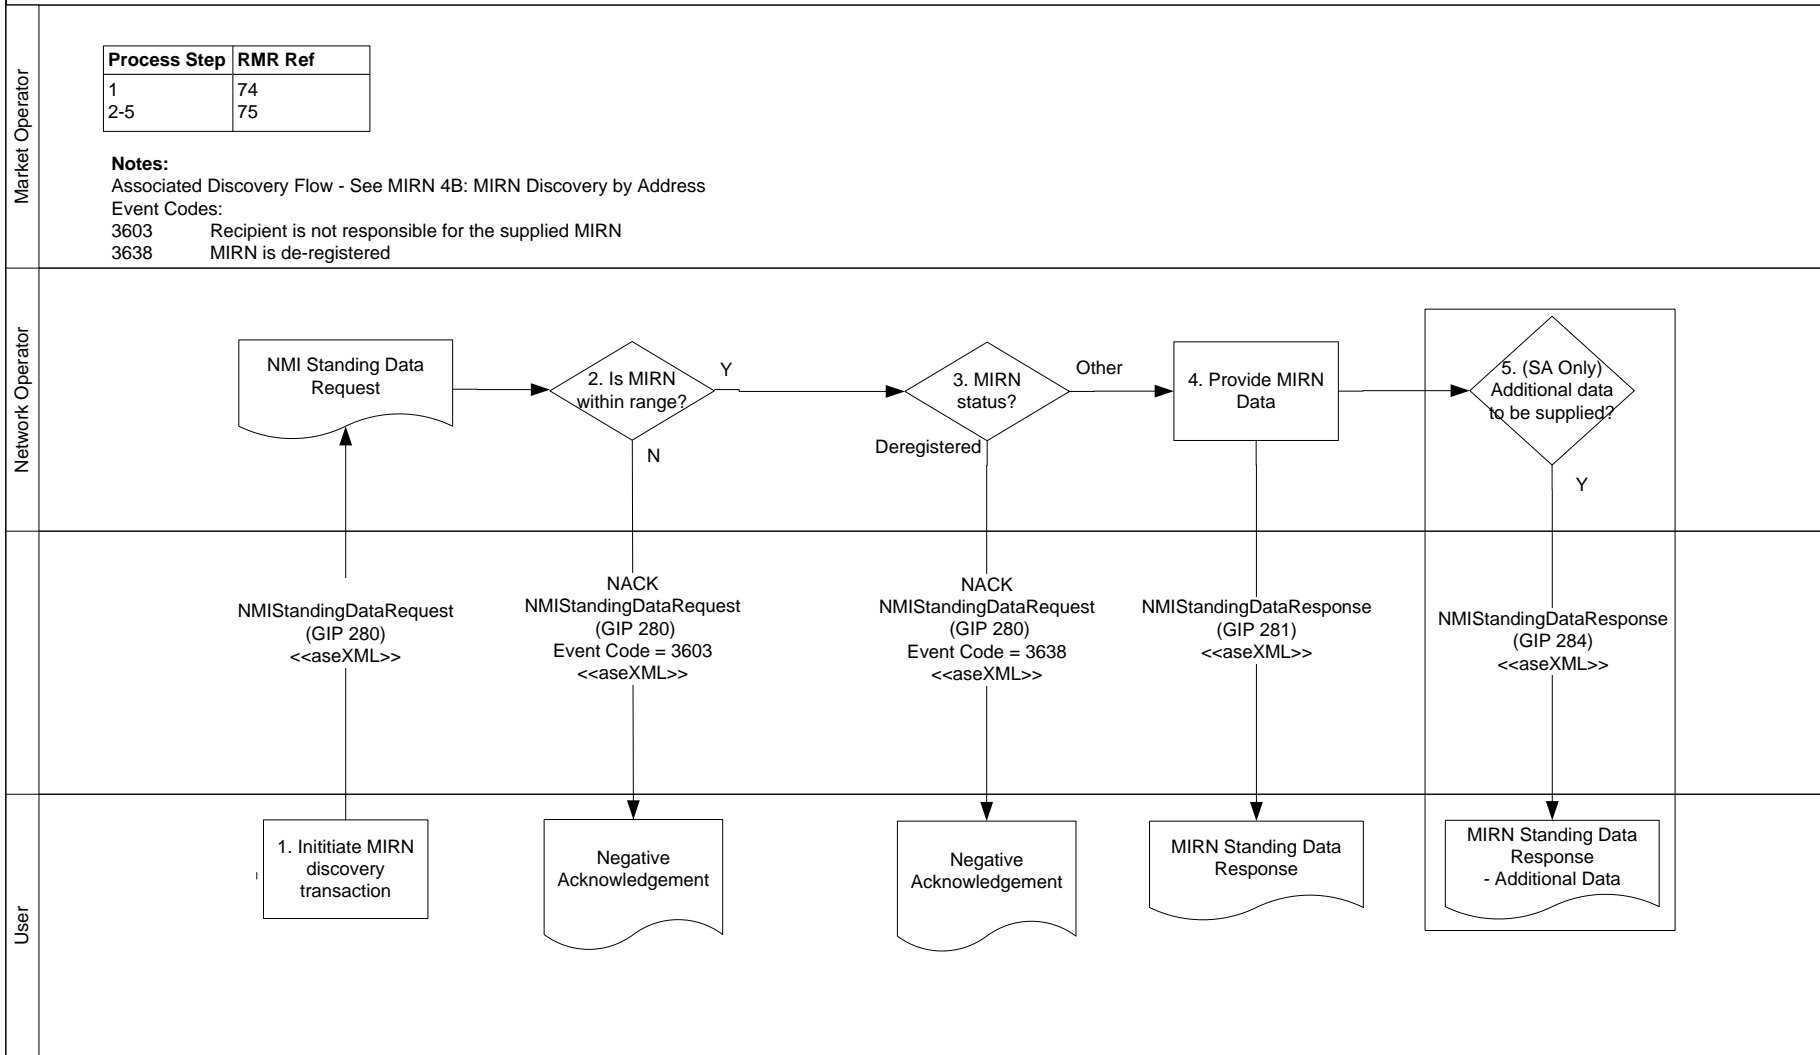 Market Operator
Process Step RMR Ref
1 74
2-5 75
Notes:
Associated Discovery Flow - See MIRN 4B: MIRN Discovery by Address
Event Codes:
3603 Recipient is not responsible for the supplied MIRN
3638 MIRN is de-registered
Network Operator
NMI Standing Data
Request
2. Is MIRN
within range?
Y
N
3. MIRN
status?
Other
Deregistered
4. Provide MIRN
Data
5. (SA Only)
Additional data
to be supplied?
Y
NMIStandingDataRequest
(GIP 280)
<<aseXML>>
NACK
NMIStandingDataRequest
(GIP 280)
Event Code = 3603
<<aseXML>>
NACK
NMIStandingDataRequest
(GIP 280)
Event Code = 3638
<<aseXML>>
NMIStandingDataResponse
(GIP 281)
<<aseXML>>
NMIStandingDataResponse
(GIP 284)
<<aseXML>>
User
1. Inititiate MIRN
discovery
transaction
Negative
Acknowledgement
Negative
Acknowledgement
MIRN Standing Data
Response
MIRN Standing Data
Response
- Additional Data